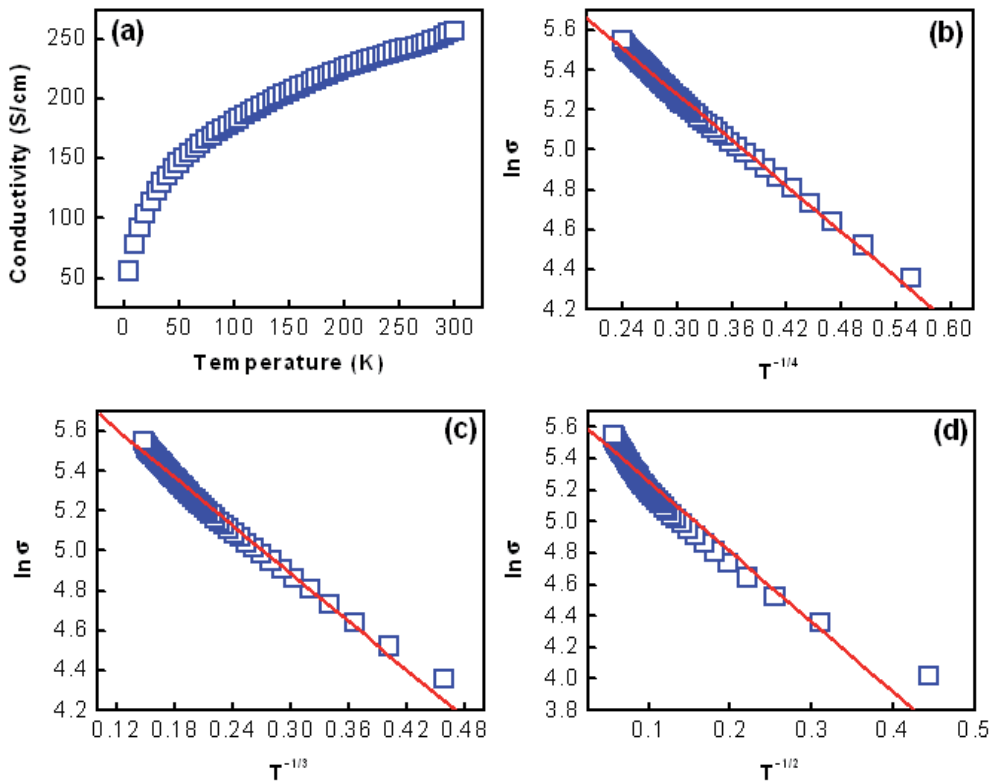 (a)
Conductivity (S/cm)
250
200
150
100
50
0 50 100 150 200 250 300
Temperature (K)
(b)
ln σ
5.6
5.4
5.2
5.0
4.8
4.6
4.4
4.2
0.24 0.30 0.36 0.42 0.48 0.54 0.60
T^-1/4
(c)
ln σ
5.6
5.4
5.2
5.0
4.8
4.6
4.4
4.2
0.12 0.18 0.24 0.30 0.36 0.42 0.48
T^-1/3
(d)
ln σ
5.6
5.4
5.2
5.0
4.8
4.6
4.4
4.2
4.0
3.8
0.1 0.2 0.3 0.4 0.5
T^-1/2